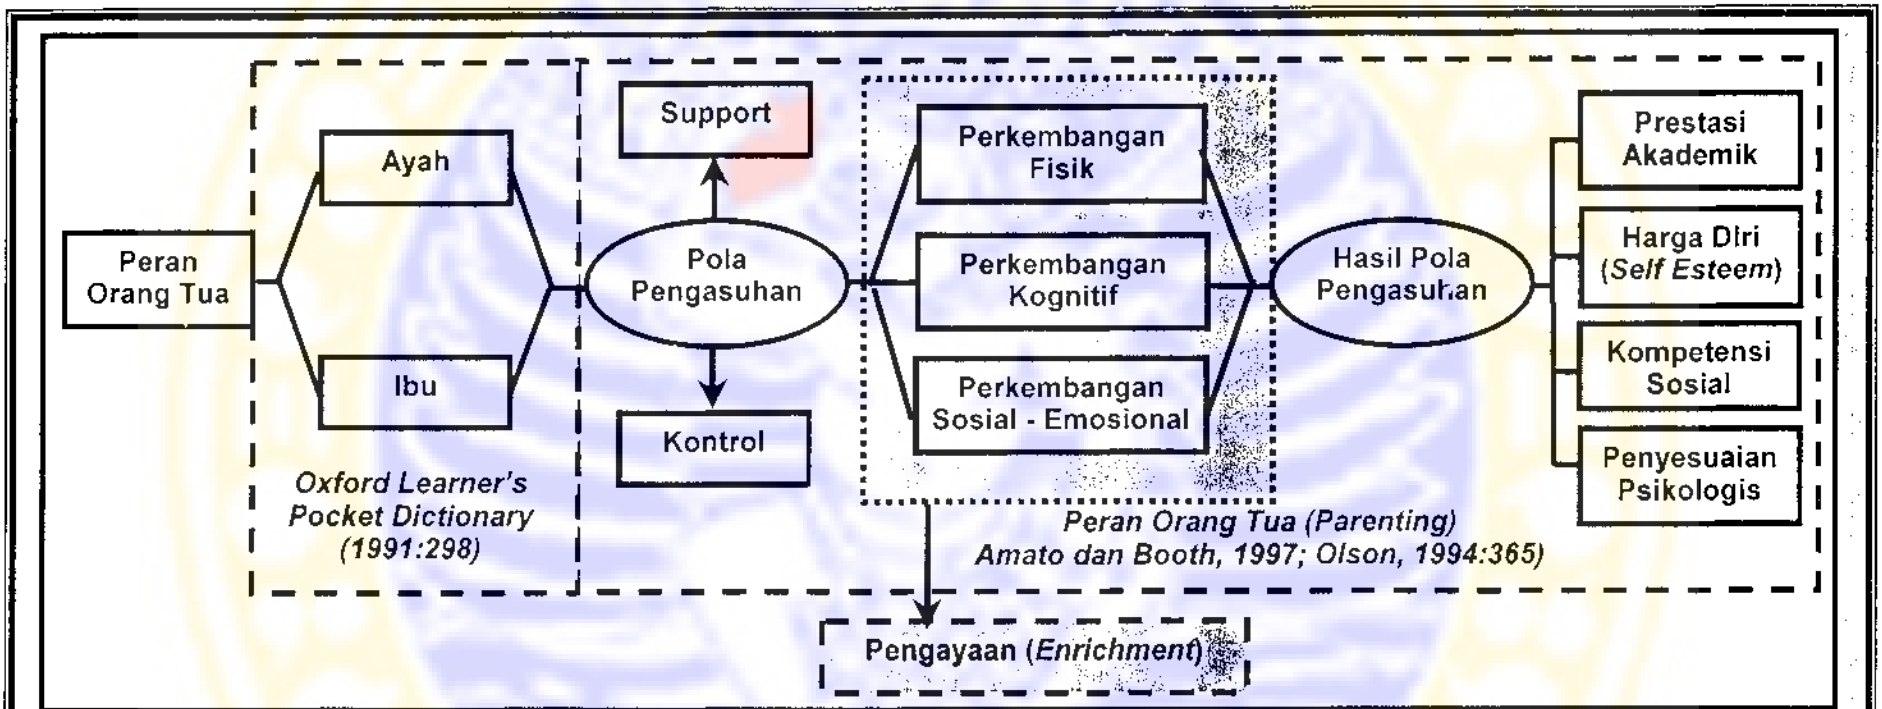 Peran
Orang Tua
Ayah
Ibu
Oxford Learner's
Pocket Dictionary
(1991:298)
Support
Pola
Pengasuhan
Kontrol
Perkembangan
Fisik
Perkembangan
Kognitif
Perkembangan
Sosial - Emosional
Hasil Pola
Pengasuhan
Prestasi
Akademik
Harga Diri
(Self Esteem)
Kompetensi
Sosial
Penyesuaian
Psikologis
Peran Orang Tua (Parenting)
Amato dan Booth, 1997; Olson, 1994:365)
Pengayaan (Enrichment)